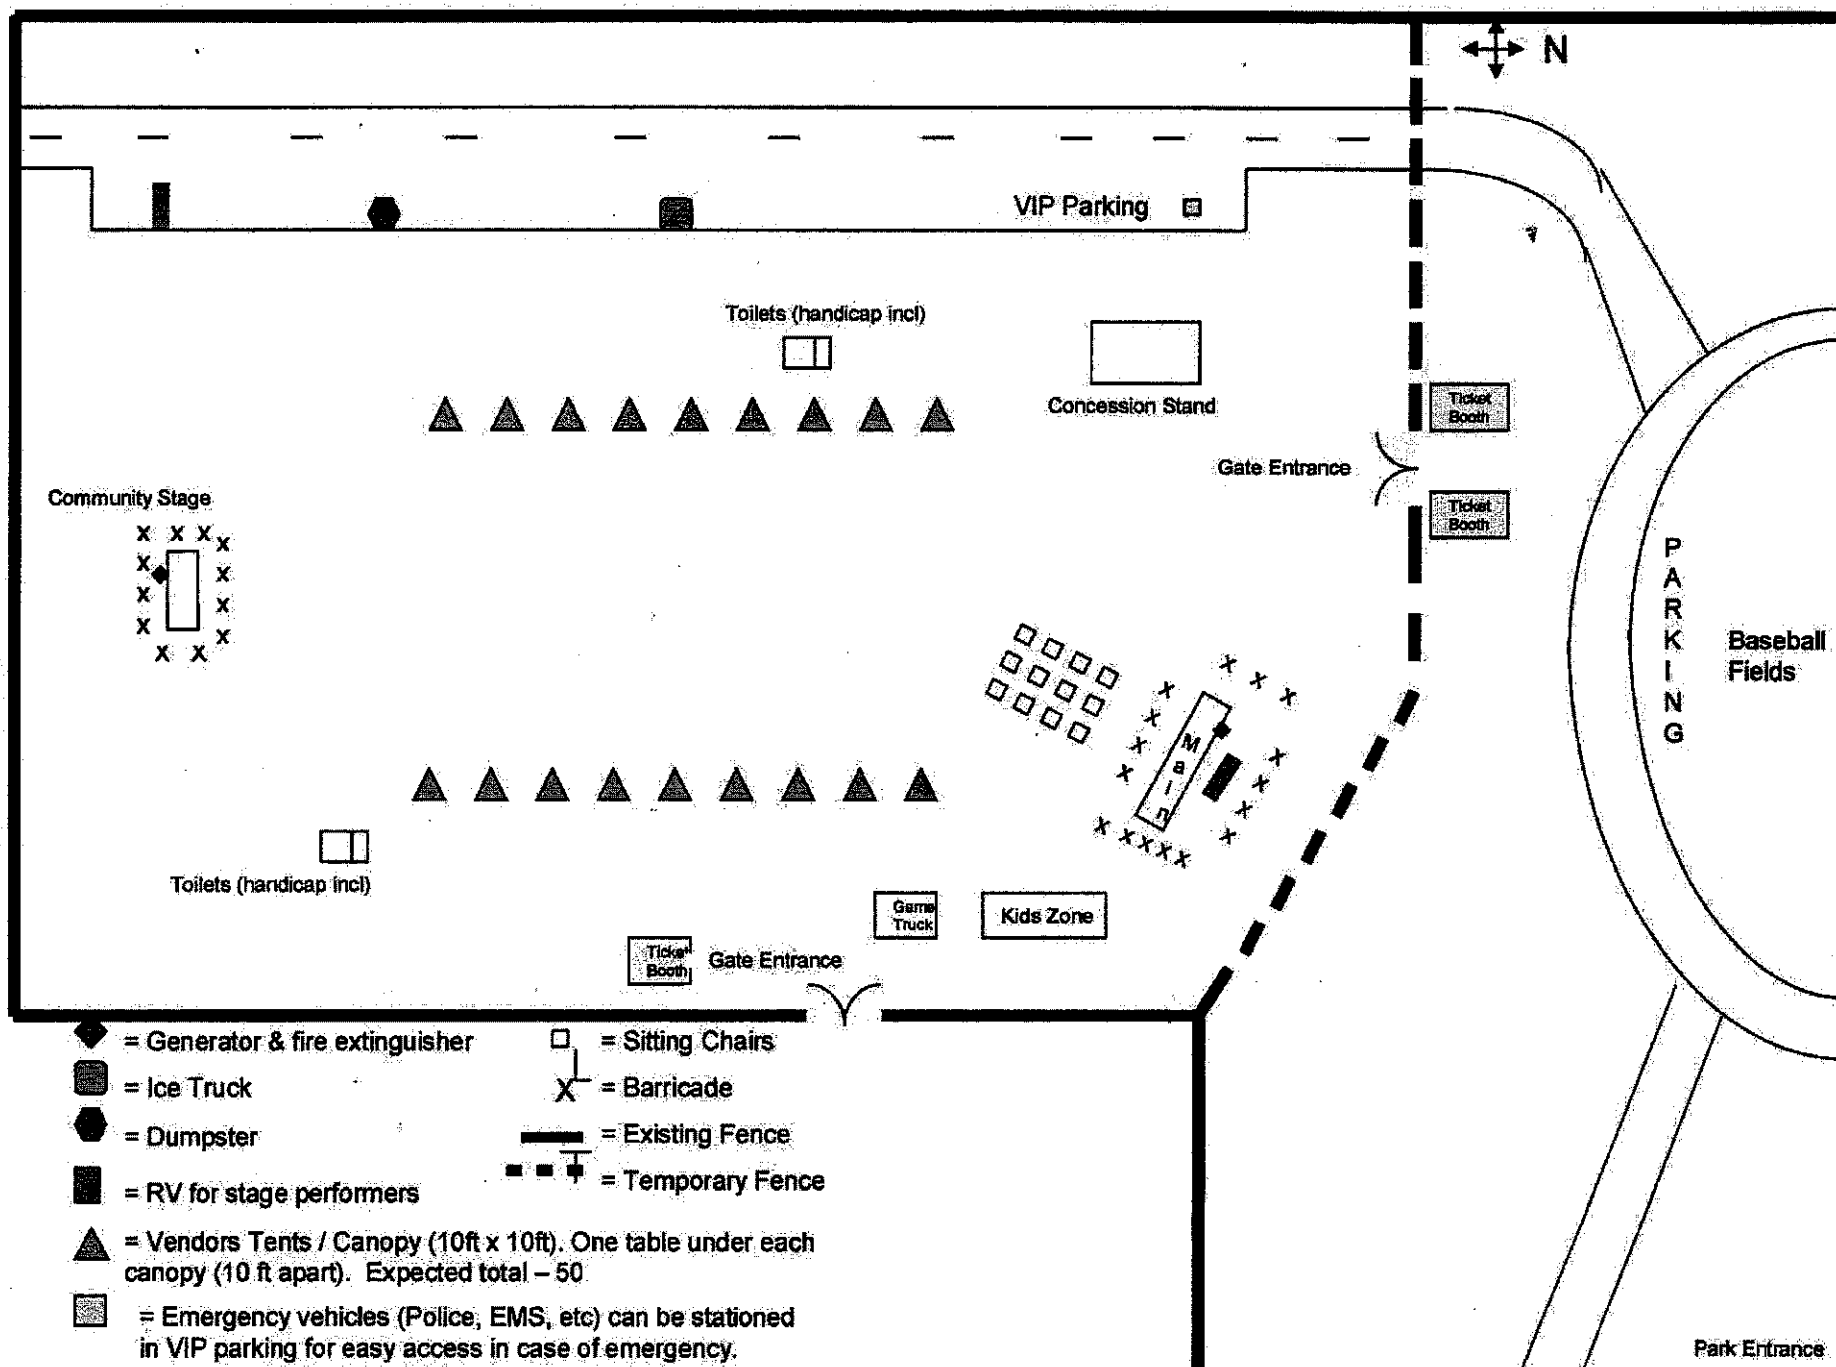 N
VIP Parking
Toilets (handicap incl)
Concession Stand
Ticket
Booth
Gate Entrance
Ticket
Booth
Community Stage
X X X X
X X
X X
X X
X X
PARKING
Baseball
Fields
X X X
X X X X
Main
X X X X
X X X X X
Toilets (handicap incl)
Game
Truck
Kids Zone
Ticket
Booth
Gate Entrance
= Generator & fire extinguisher
= Sitting Chairs
= Ice Truck
X = Barricade
= Dumpster
= Existing Fence
= RV for stage performers
= Temporary Fence
= Vendors Tents / Canopy (10ft x 10ft). One table under each
canopy (10 ft apart). Expected total – 50
= Emergency vehicles (Police, EMS, etc) can be stationed
in VIP parking for easy access in case of emergency.
Park Entrance